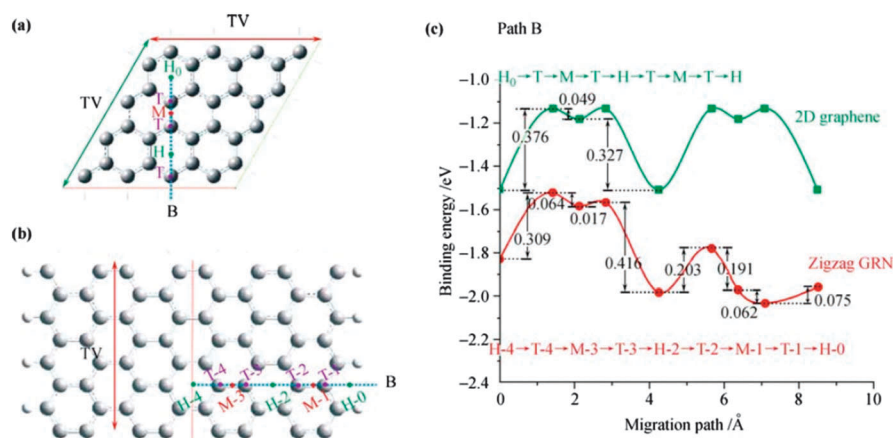 (a)
TV
TV
H₀
T
M
T
H
T
B
(b)
TV
T-4
T-3
T-2
T-1
B
H-4
M-3
H-2
M-1
H-0
(c)
Path B
H₀→T→M→T→H→T→M→T→H
−1.0
−1.2
−1.4
−1.6
−1.8
−2.0
−2.2
−2.4
Binding energy /eV
0.049
2D graphene
0.376
0.327
0.064
0.017
0.309
0.416
0.203
0.191
Zigzag GRN
0.062
0.075
H-4→T-4→M-3→T-3→H-2→T-2→M-1→T-1→H-0
0
2
4
6
8
10
Migration path /Å